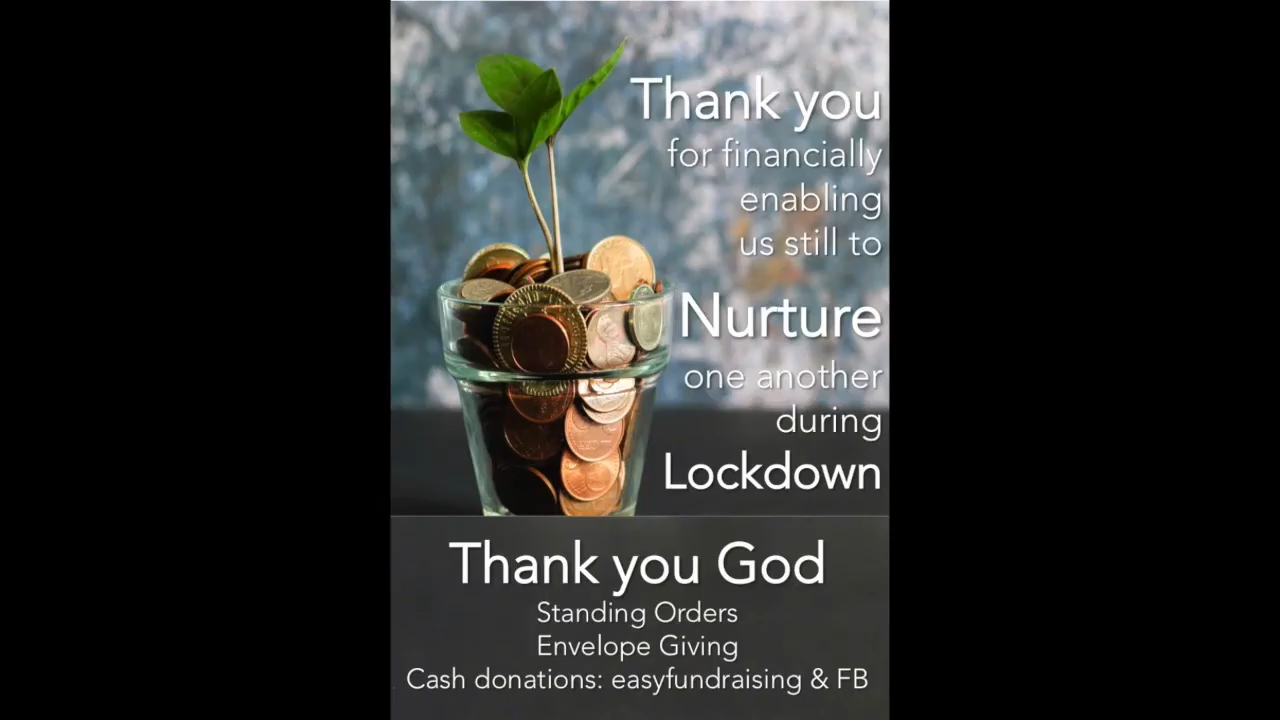 Thank you
for financially
enabling
us still to
Nurture
one another
during
Lockdown
Thank you God
Standing Orders
Envelope Giving
Cash donations: easyfundraising & FB